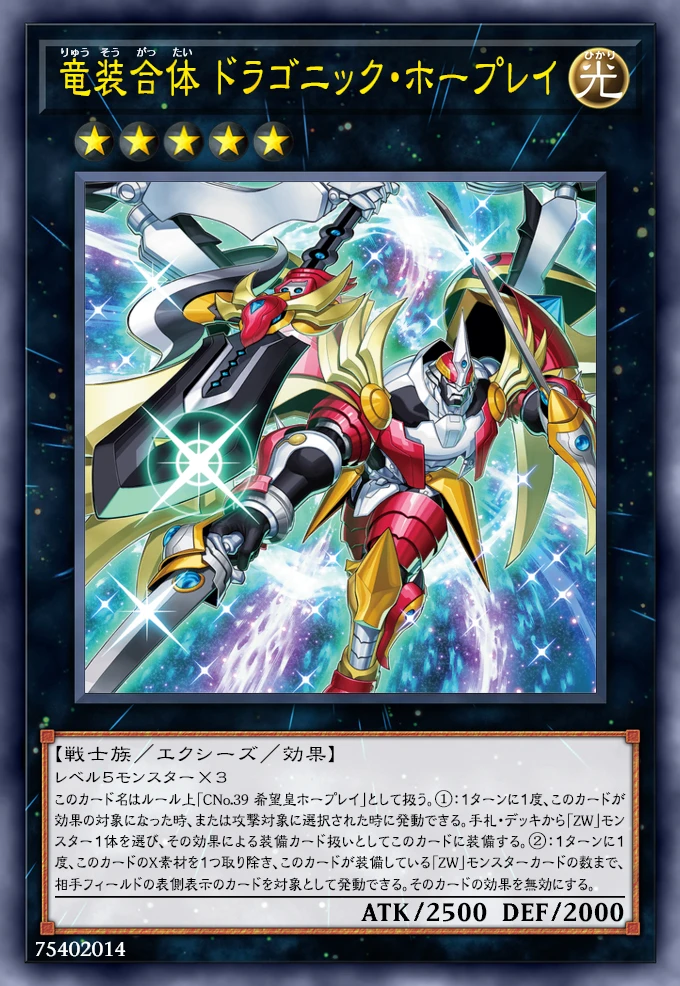 りゅう そう がっ たい
竜装合体 ドラゴニック・ホープレイ
ひかり
光
【戦士族／エクシーズ／効果】
レベル5モンスター×3
このカード名はルール上「CNo.39 希望皇ホープレイ」として扱う。①:1ターンに1度、このカードが
効果の対象になった時、または攻撃対象に選択された時に発動できる。手札・デッキから「ZW」モン
スター1体を選び、その効果による装備カード扱いとしてこのカードに装備する。②:1ターンに1
度、このカードのX素材を1つ取り除き、このカードが装備している「ZW」モンスターカードの数まで、
相手フィールドの表側表示のカードを対象として発動できる。そのカードの効果を無効にする。
ATK/2500 DEF/2000
75402014